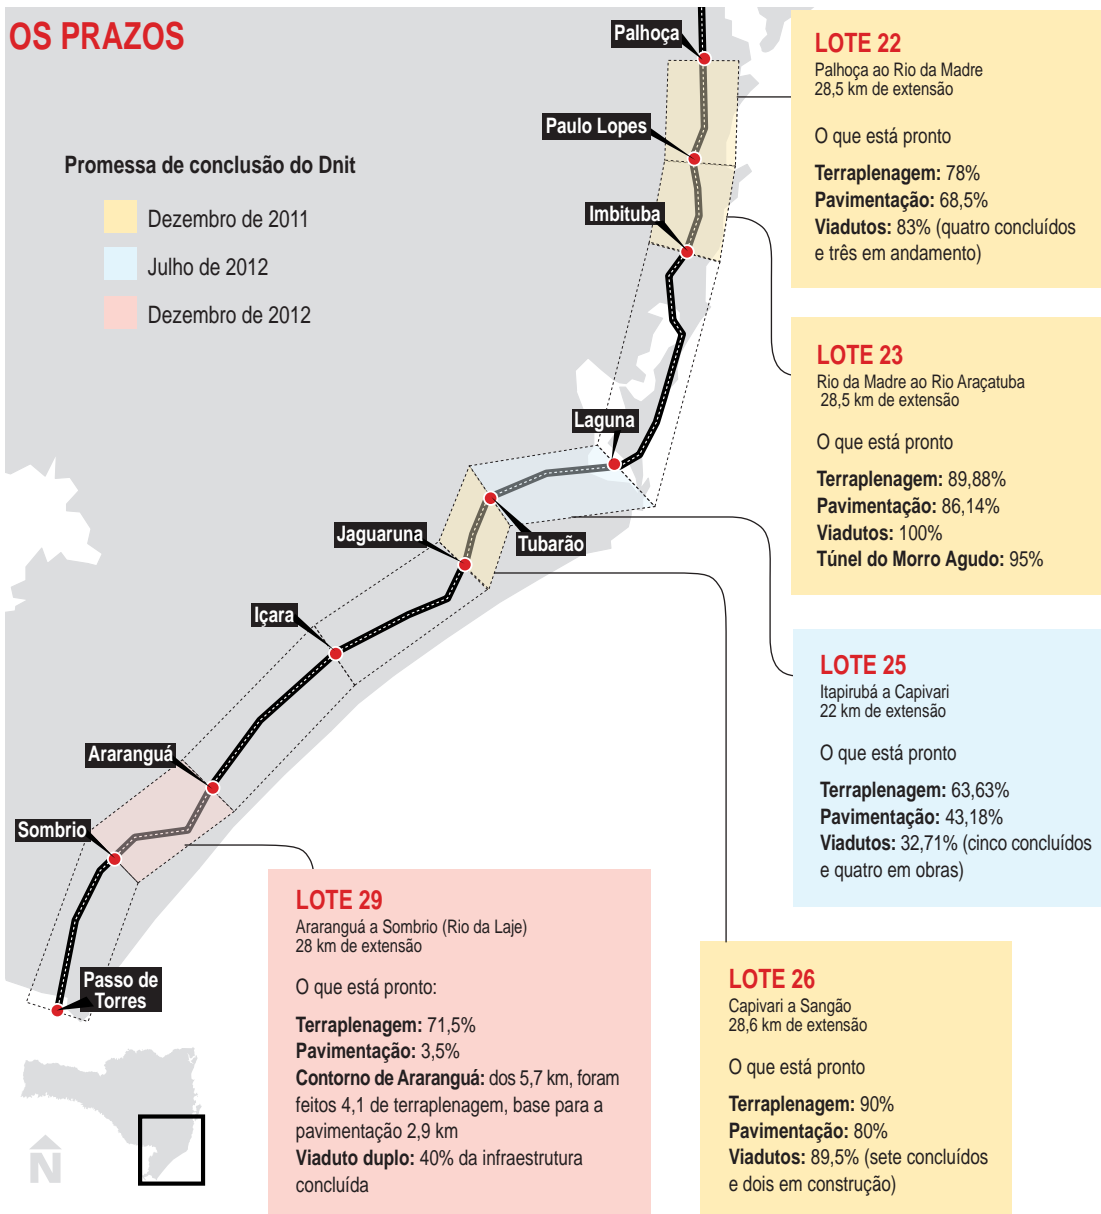 OS PRAZOS
Promessa de conclusão do Dnit
Dezembro de 2011
Julho de 2012
Dezembro de 2012
Palhoça
Paulo Lopes
Imbituba
Laguna
Tubarão
Jaguaruna
Içara
Araranguá
Sombrio
Passo de
Torres
N
LOTE 22
Palhoça ao Rio da Madre
28,5 km de extensão
O que está pronto
Terraplenagem: 78%
Pavimentação: 68,5%
Viadutos: 83% (quatro concluídos
e três em andamento)
LOTE 23
Rio da Madre ao Rio Araçatuba
28,5 km de extensão
O que está pronto
Terraplenagem: 89,88%
Pavimentação: 86,14%
Viadutos: 100%
Túnel do Morro Agudo: 95%
LOTE 25
Itapirubá a Capivari
22 km de extensão
O que está pronto
Terraplenagem: 63,63%
Pavimentação: 43,18%
Viadutos: 32,71% (cinco concluídos
e quatro em obras)
LOTE 26
Capivari a Sangão
28,6 km de extensão
O que está pronto
Terraplenagem: 90%
Pavimentação: 80%
Viadutos: 89,5% (sete concluídos
e dois em construção)
LOTE 29
Araranguá a Sombrio (Rio da Laje)
28 km de extensão
O que está pronto:
Terraplenagem: 71,5%
Pavimentação: 3,5%
Contorno de Araranguá: dos 5,7 km, foram
feitos 4,1 de terraplenagem, base para a
pavimentação 2,9 km
Viaduto duplo: 40% da infraestrutura
concluída